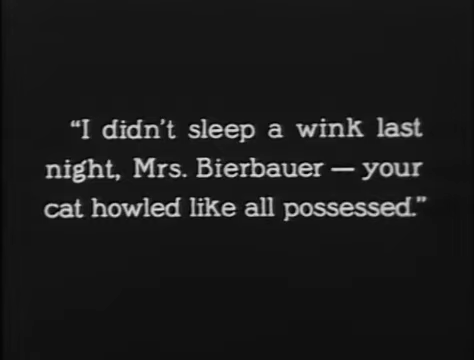 “I didn't sleep a wink last
night, Mrs. Bierbauer — your
cat howled like all possessed.”